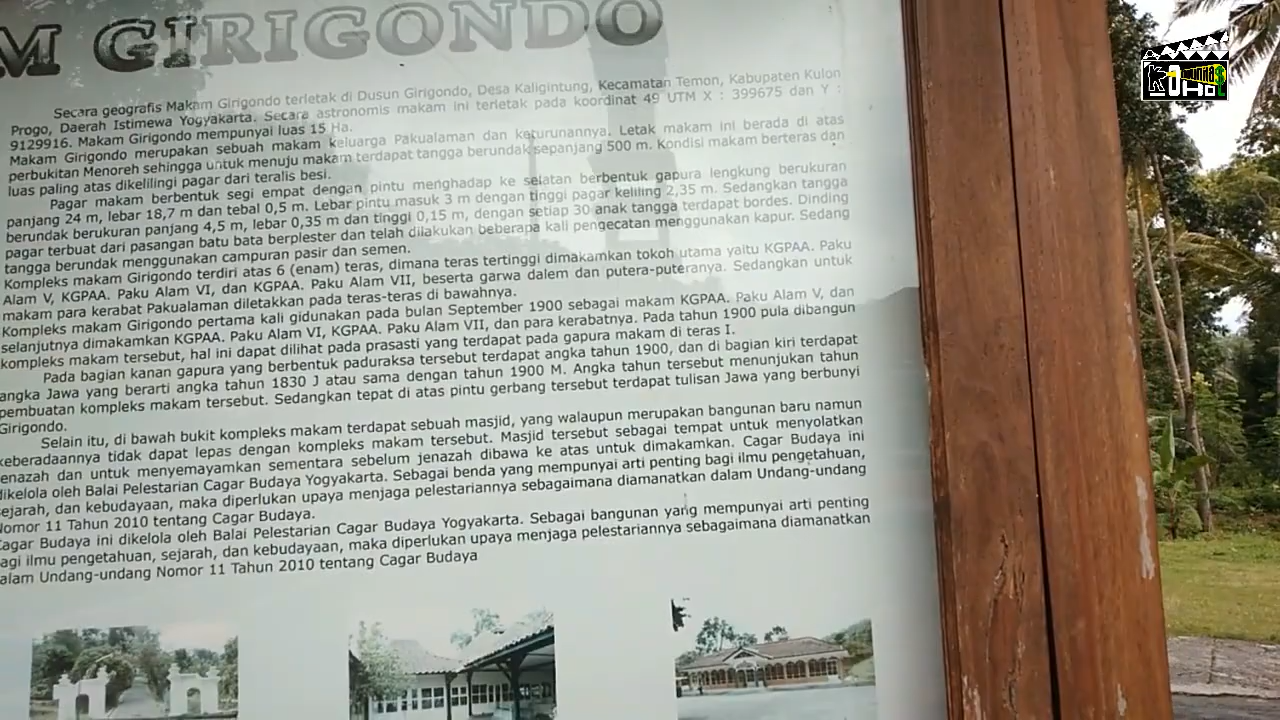 M GIRIGONDO
Secara geografis Makam Girigondo terletak di Dusun Girigondo, Desa Kaligintung, Kecamatan Temon, Kabupaten Kulon
Progo, Daerah Istimewa Yogyakarta. Secara astronomis makam ini terletak pada koordinat 49 UTM X : 399675 dan Y :
9129916. Makam Girigondo mempunyai luas 15 Ha.
Makam Girigondo merupakan sebuah makam keluarga Pakualaman dan keturunannya. Letak makam ini berada di atas
perbukitan Menoreh sehingga untuk menuju makam terdapat tangga berundak sepanjang 500 m. Kondisi makam berteras dan
luas paling atas dikelilingi pagar dari teralis besi.
Pagar makam berbentuk segi empat dengan pintu menghadap ke selatan berbentuk gapura lengkung berukuran
panjang 24 m, lebar 18,7 m dan tebal 0,5 m. Lebar pintu masuk 3 m dengan tinggi pagar keliling 2,35 m. Sedangkan tangga
berundak berukuran panjang 4,5 m, lebar 0,35 m dan tinggi 0,15 m, dengan setiap 30 anak tangga terdapat bordes. Dinding
pagar terbuat dari pasangan batu bata berplester dan telah dilakukan beberapa kali pengecatan menggunakan kapur. Sedang
tangga berundak menggunakan campuran pasir dan semen.
Kompleks makam Girigondo terdiri atas 6 (enam) teras, dimana teras tertinggi dimakamkan tokoh utama yaitu KGPAA. Paku
Alam V, KGPAA. Paku Alam VI, dan KGPAA. Paku Alam VII, beserta garwa dalem dan putera-puteranya. Sedangkan untuk
makam para kerabat Pakualaman diletakkan pada teras-teras di bawahnya.
Kompleks makam Girigondo pertama kali gidunakan pada bulan September 1900 sebagai makam KGPAA. Paku Alam V, dan
selanjutnya dimakamkan KGPAA. Paku Alam VI, KGPAA. Paku Alam VII, dan para kerabatnya. Pada tahun 1900 pula dibangun
kompleks makam tersebut, hal ini dapat dilihat pada prasasti yang terdapat pada gapura makam di teras I.
Pada bagian kanan gapura yang berbentuk paduraksa tersebut terdapat angka tahun 1900, dan di bagian kiri terdapat
angka Jawa yang berarti angka tahun 1830 J atau sama dengan tahun 1900 M. Angka tahun tersebut menunjukan tahun
pembuatan kompleks makam tersebut. Sedangkan tepat di atas pintu gerbang tersebut terdapat tulisan Jawa yang berbunyi
Girigondo.
Selain itu, di bawah bukit kompleks makam terdapat sebuah masjid, yang walaupun merupakan bangunan baru namun
keberadaannya tidak dapat lepas dengan kompleks makam tersebut. Masjid tersebut sebagai tempat untuk menyolatkan
jenazah dan untuk menyemayamkan sementara sebelum jenazah dibawa ke atas untuk dimakamkan. Cagar Budaya ini
dikelola oleh Balai Pelestarian Cagar Budaya Yogyakarta. Sebagai benda yang mempunyai arti penting bagi ilmu pengetahuan,
sejarah, dan kebudayaan, maka diperlukan upaya menjaga pelestariannya sebagaimana diamanatkan dalam Undang-undang
Nomor 11 Tahun 2010 tentang Cagar Budaya.
Cagar Budaya ini dikelola oleh Balai Pelestarian Cagar Budaya Yogyakarta. Sebagai bangunan yang mempunyai arti penting
bagi ilmu pengetahuan, sejarah, dan kebudayaan, maka diperlukan upaya menjaga pelestariannya sebagaimana diamanatkan
dalam Undang-undang Nomor 11 Tahun 2010 tentang Cagar Budaya